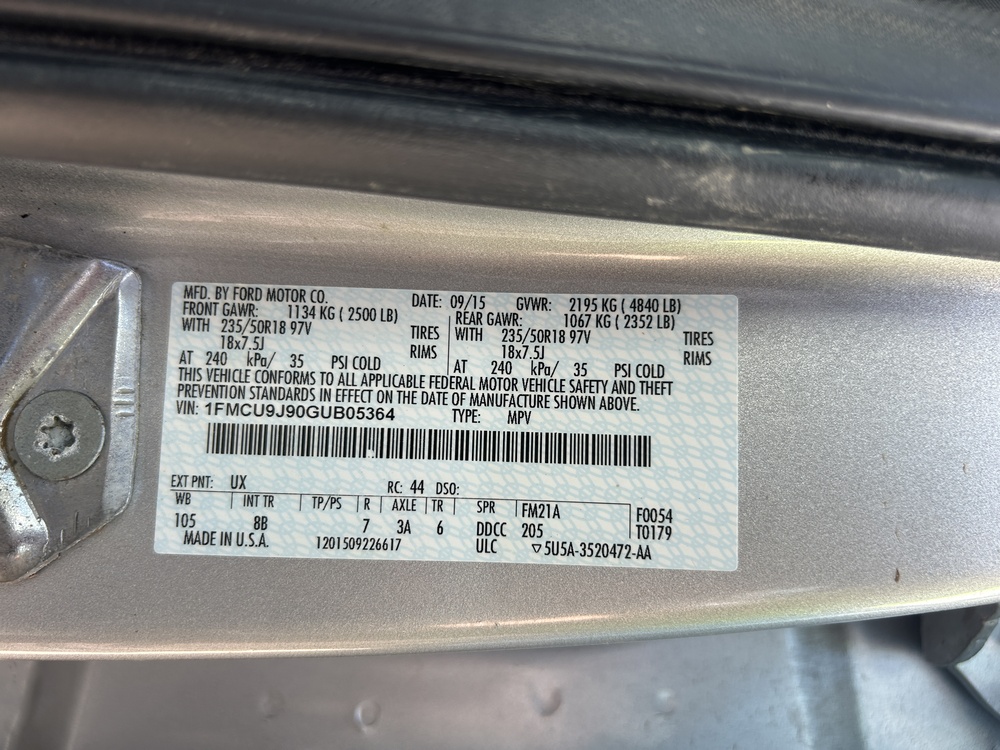 MFD. BY FORD MOTOR CO. DATE: 09/15 GVWR: 2195 KG ( 4840 LB)
FRONT GAWR: 1134 KG ( 2500 LB) REAR GAWR: 1067 KG ( 2352 LB)
WITH 235/50R18 97V TIRES WITH 235/50R18 97V TIRES
18x7.5J RIMS 18x7.5J RIMS
AT 240 kPa/ 35 PSI COLD AT 240 kPa/ 35 PSI COLD
THIS VEHICLE CONFORMS TO ALL APPLICABLE FEDERAL MOTOR VEHICLE SAFETY AND THEFT
PREVENTION STANDARDS IN EFFECT ON THE DATE OF MANUFACTURE SHOWN ABOVE.
VIN: 1FMCU9J90GUB05364 TYPE: MPV
EXT PNT: UX RC: 44 DSO:
WB INT TR TP/PS R AXLE TR SPR FM21A F0054
105 8B 7 3A 6 DDCC 205 T0179
MADE IN U.S.A. 1201509226617 ULC ▽5U5A-3520472-AA